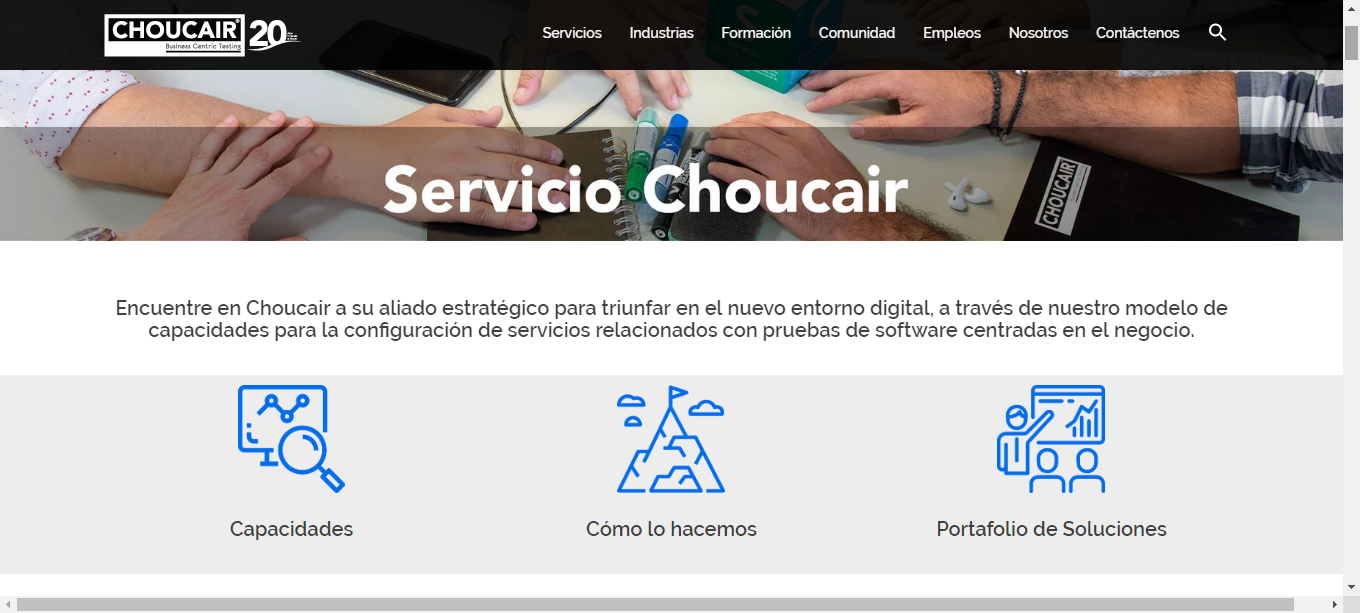 CHOUCAIR®
Business Centric Testing
20
Servicios Industrias Formación Comunidad Empleos Nosotros Contáctenos
Servicio Choucair
CHOUCAIR
Encuentre en Choucair a su aliado estratégico para triunfar en el nuevo entorno digital, a través de nuestro modelo de
capacidades para la configuración de servicios relacionados con pruebas de software centradas en el negocio.
Capacidades Cómo lo hacemos Portafolio de Soluciones